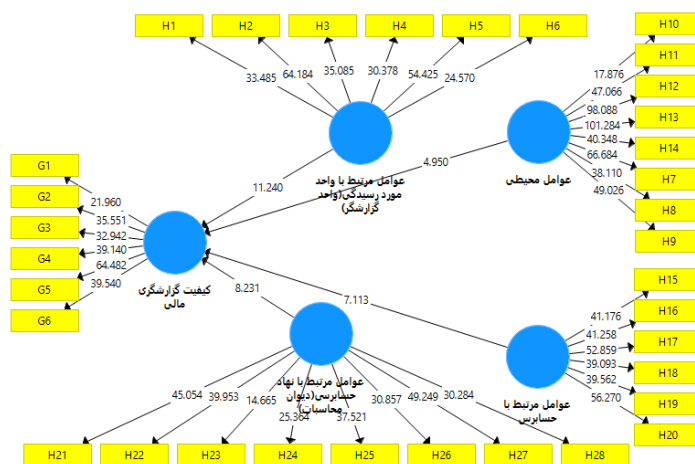 H1
H2
H3
H4
H5
H6
33.485
64.184
35.085
30.378
54.425
24.570
عوامل مرتبط با واحد
مورد رسیدگی(واحد
گزارشگر)
H10
H11
H12
H13
H14
H7
H8
H9
17.876
47.066
98.088
101.284
40.348
66.684
38.110
49.026
عوامل محیطی
4.950
11.240
G1
G2
G3
G4
G5
G6
21.960
35.551
32.942
39.140
64.482
39.540
کیفیت گزارشگری
مالی
8.231
7.113
عوامل مرتبط با نهاد
حسابرسی(دیوان
محاسبات)
45.054
39.953
14.665
25.364
37.521
30.857
49.249
30.284
H21
H22
H23
H24
H25
H26
H27
H28
H15
H16
H17
H18
H19
H20
41.176
41.258
52.859
39.093
39.562
56.270
عوامل مرتبط با
حسابرس